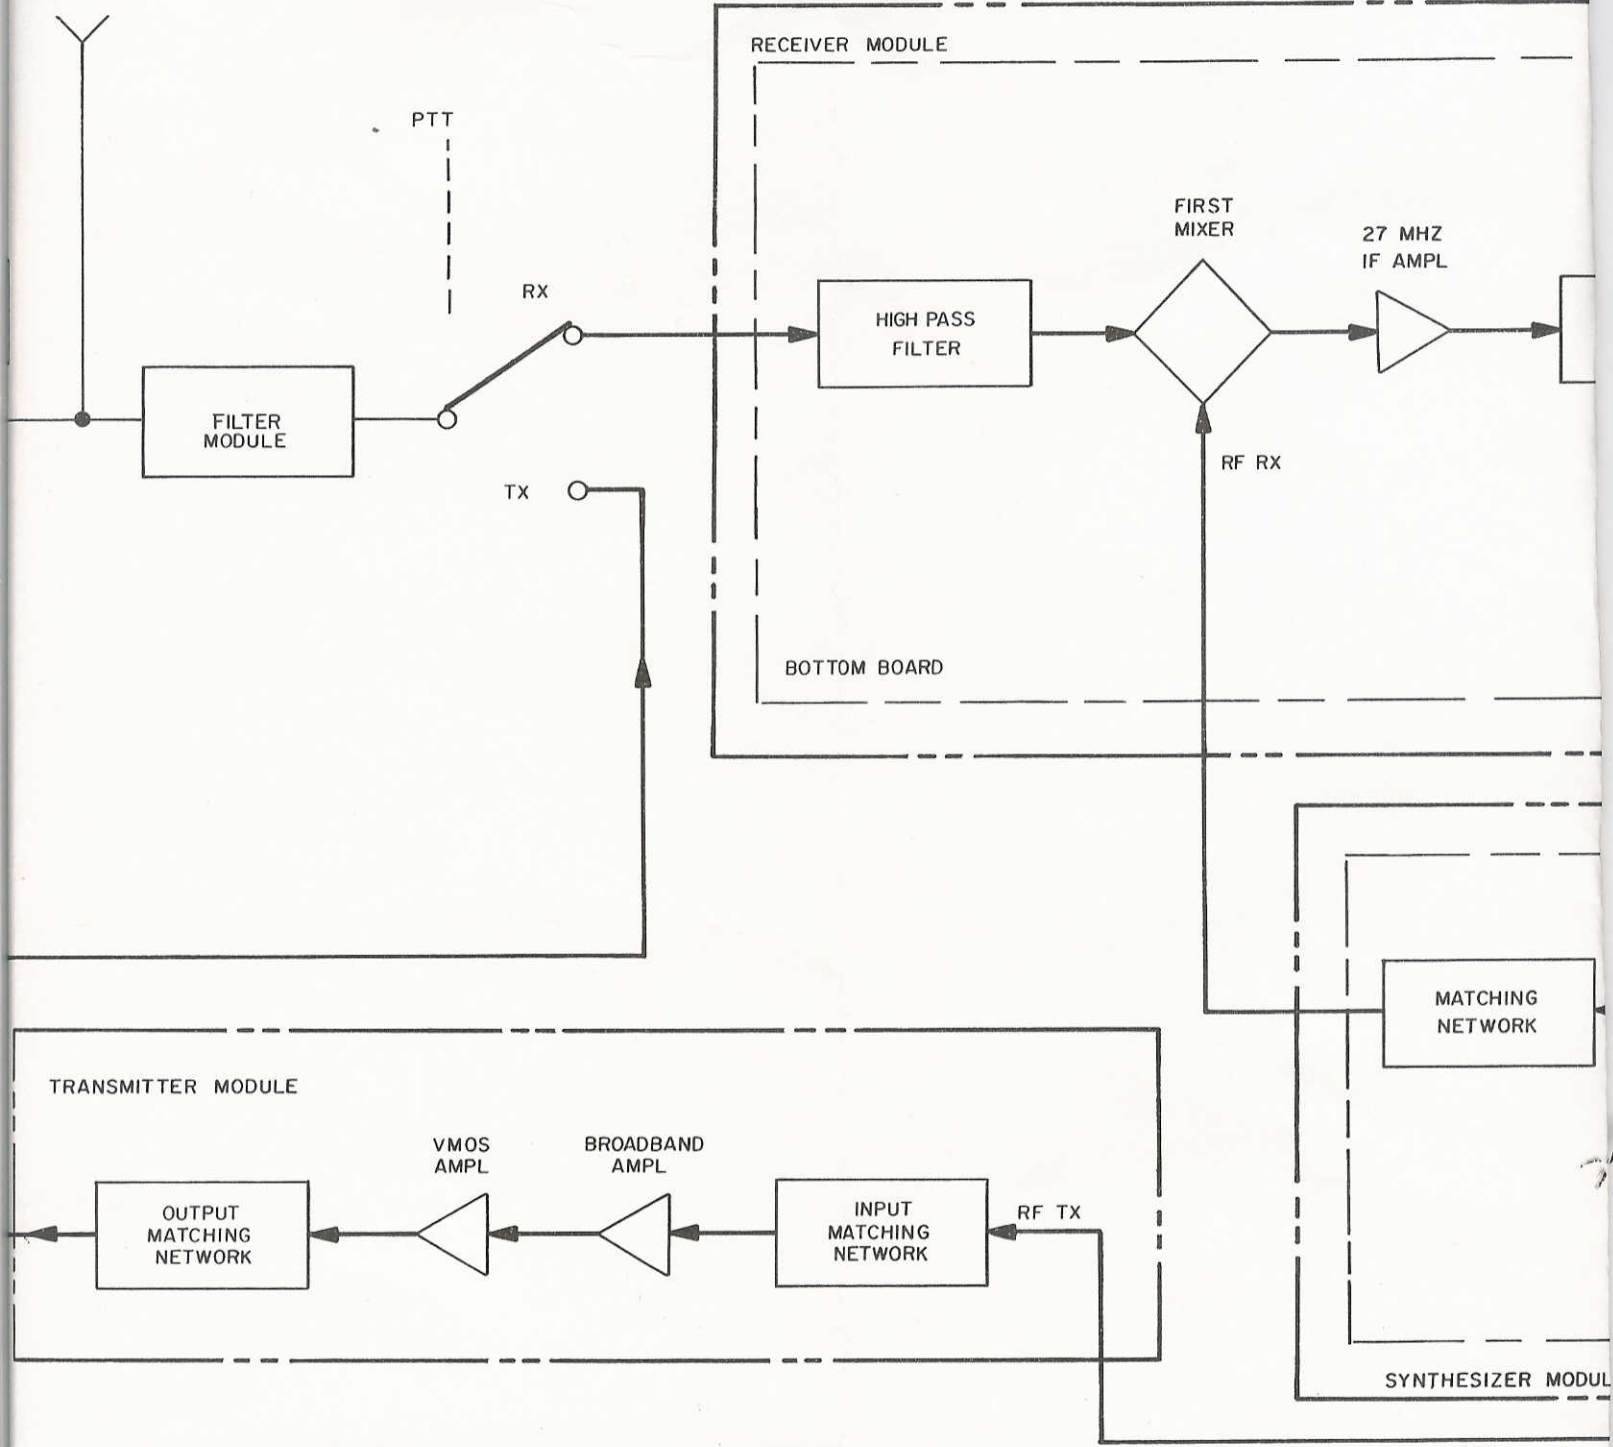 RECEIVER MODULE
PTT
FIRST
MIXER
27 MHZ
IF AMPL
RX
HIGH PASS
FILTER
FILTER
MODULE
RF RX
TX
BOTTOM BOARD
MATCHING
NETWORK
TRANSMITTER MODULE
VMOS
AMPL
BROADBAND
AMPL
OUTPUT
MATCHING
NETWORK
INPUT
MATCHING
NETWORK
RF TX
SYNTHESIZER MODUL